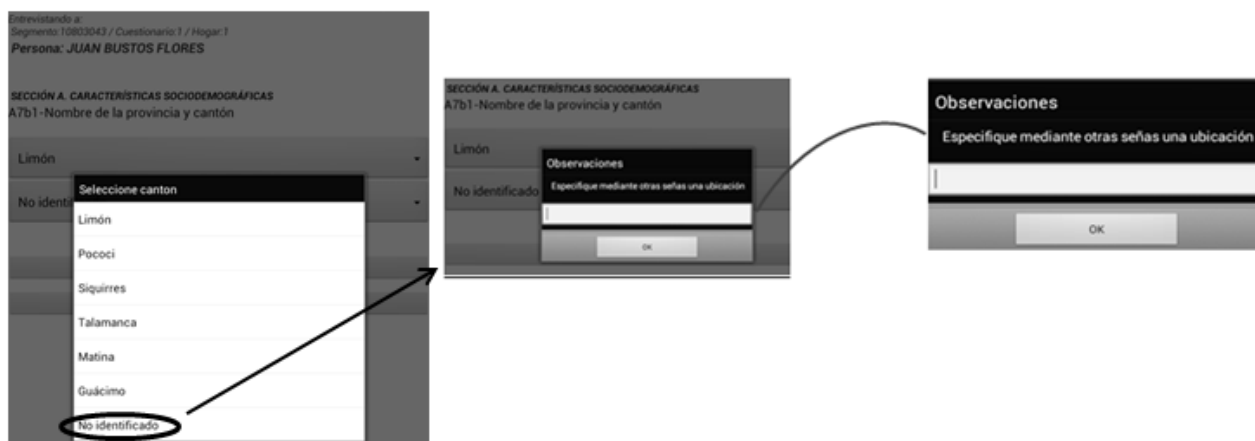 Entrevistando a:
Segmento:10803043 / Cuestionario:1 / Hogar:1
Persona: JUAN BUSTOS FLORES
SECCIÓN A. CARACTERÍSTICAS SOCIODEMOGRÁFICAS
A7b1-Nombre de la provincia y cantón
Limón
No identi
Seleccione canton
Limón
Pococi
Siquirres
Talamanca
Matina
Guácimo
No identificado
SECCIÓN A. CARACTERÍSTICAS SOCIODEMOGRÁFICAS
A7b1-Nombre de la provincia y cantón
Limón
No identificado
Observaciones
Especifique mediante otras señas una ubicación
OK
Observaciones
Especifique mediante otras señas una ubicación
OK